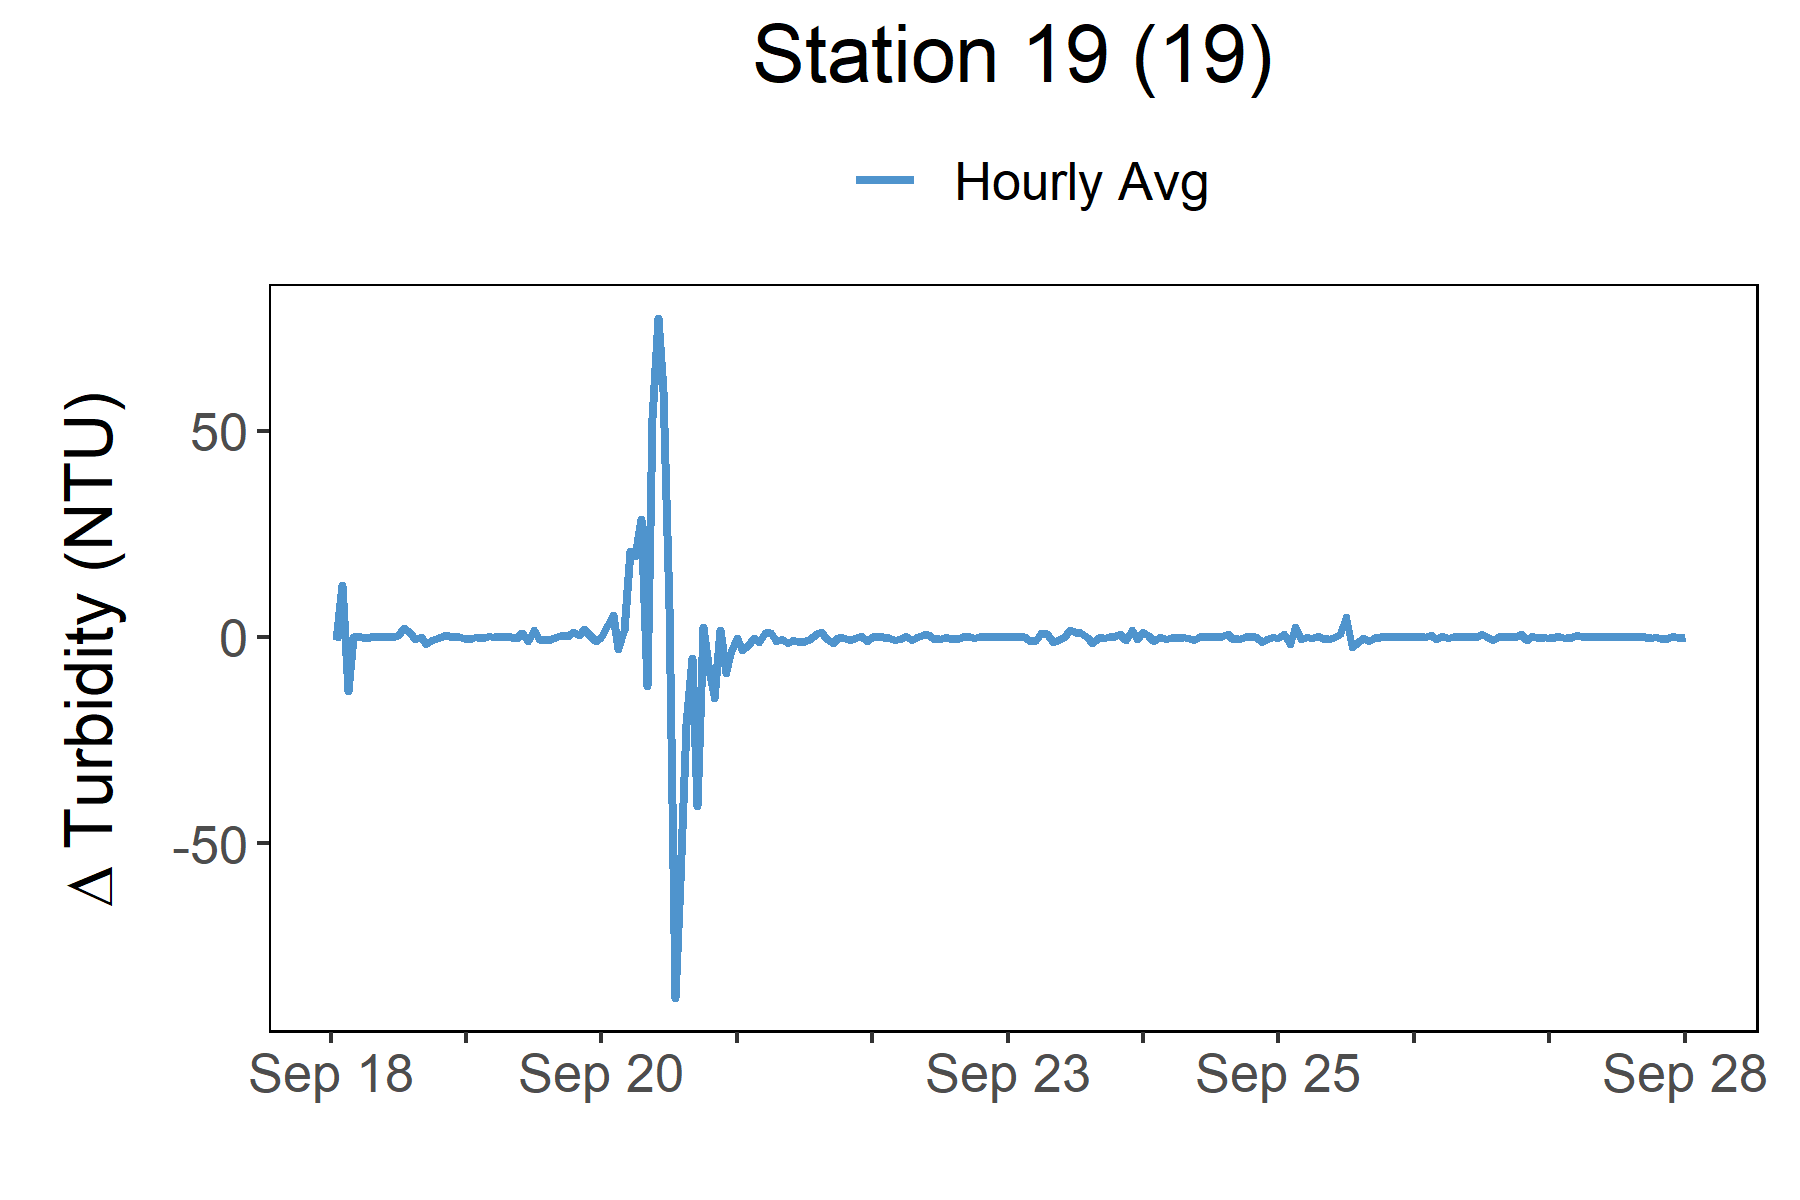 Station 19 (19)
Hourly Avg
Δ Turbidity (NTU)
50
0
-50
Sep 18
Sep 20
Sep 23
Sep 25
Sep 28